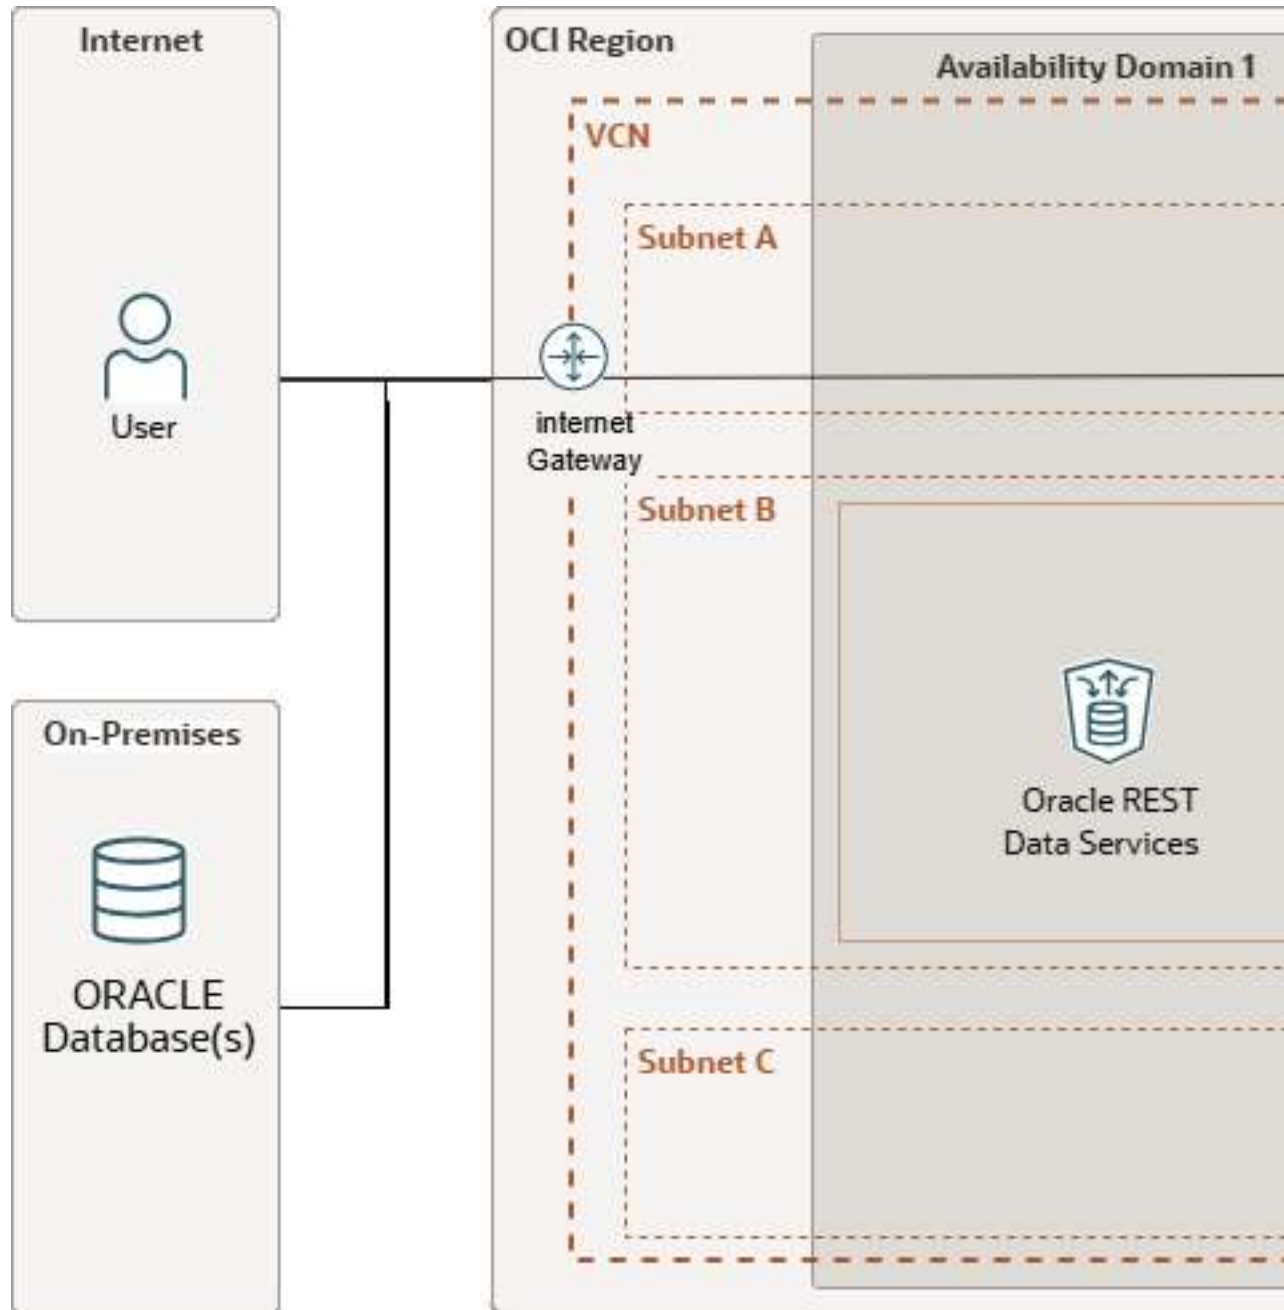 Internet
User
On-Premises
ORACLE
Database(s)
OCI Region
Availability Domain 1
VCN
Subnet A
internet
Gateway
Subnet B
Oracle REST
Data Services
Subnet C